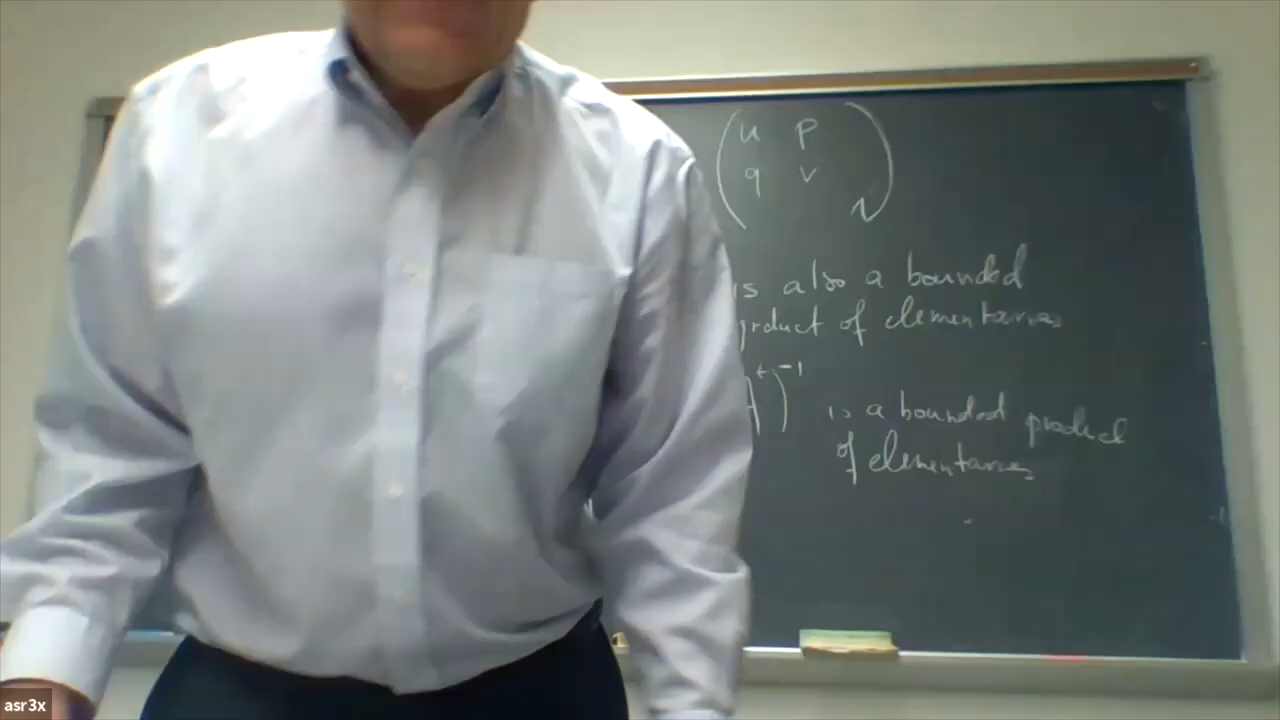 u p
q v
is also a bounded
product of elementaries
A)⁻¹ is a bounded product
of elementaries
asr3x